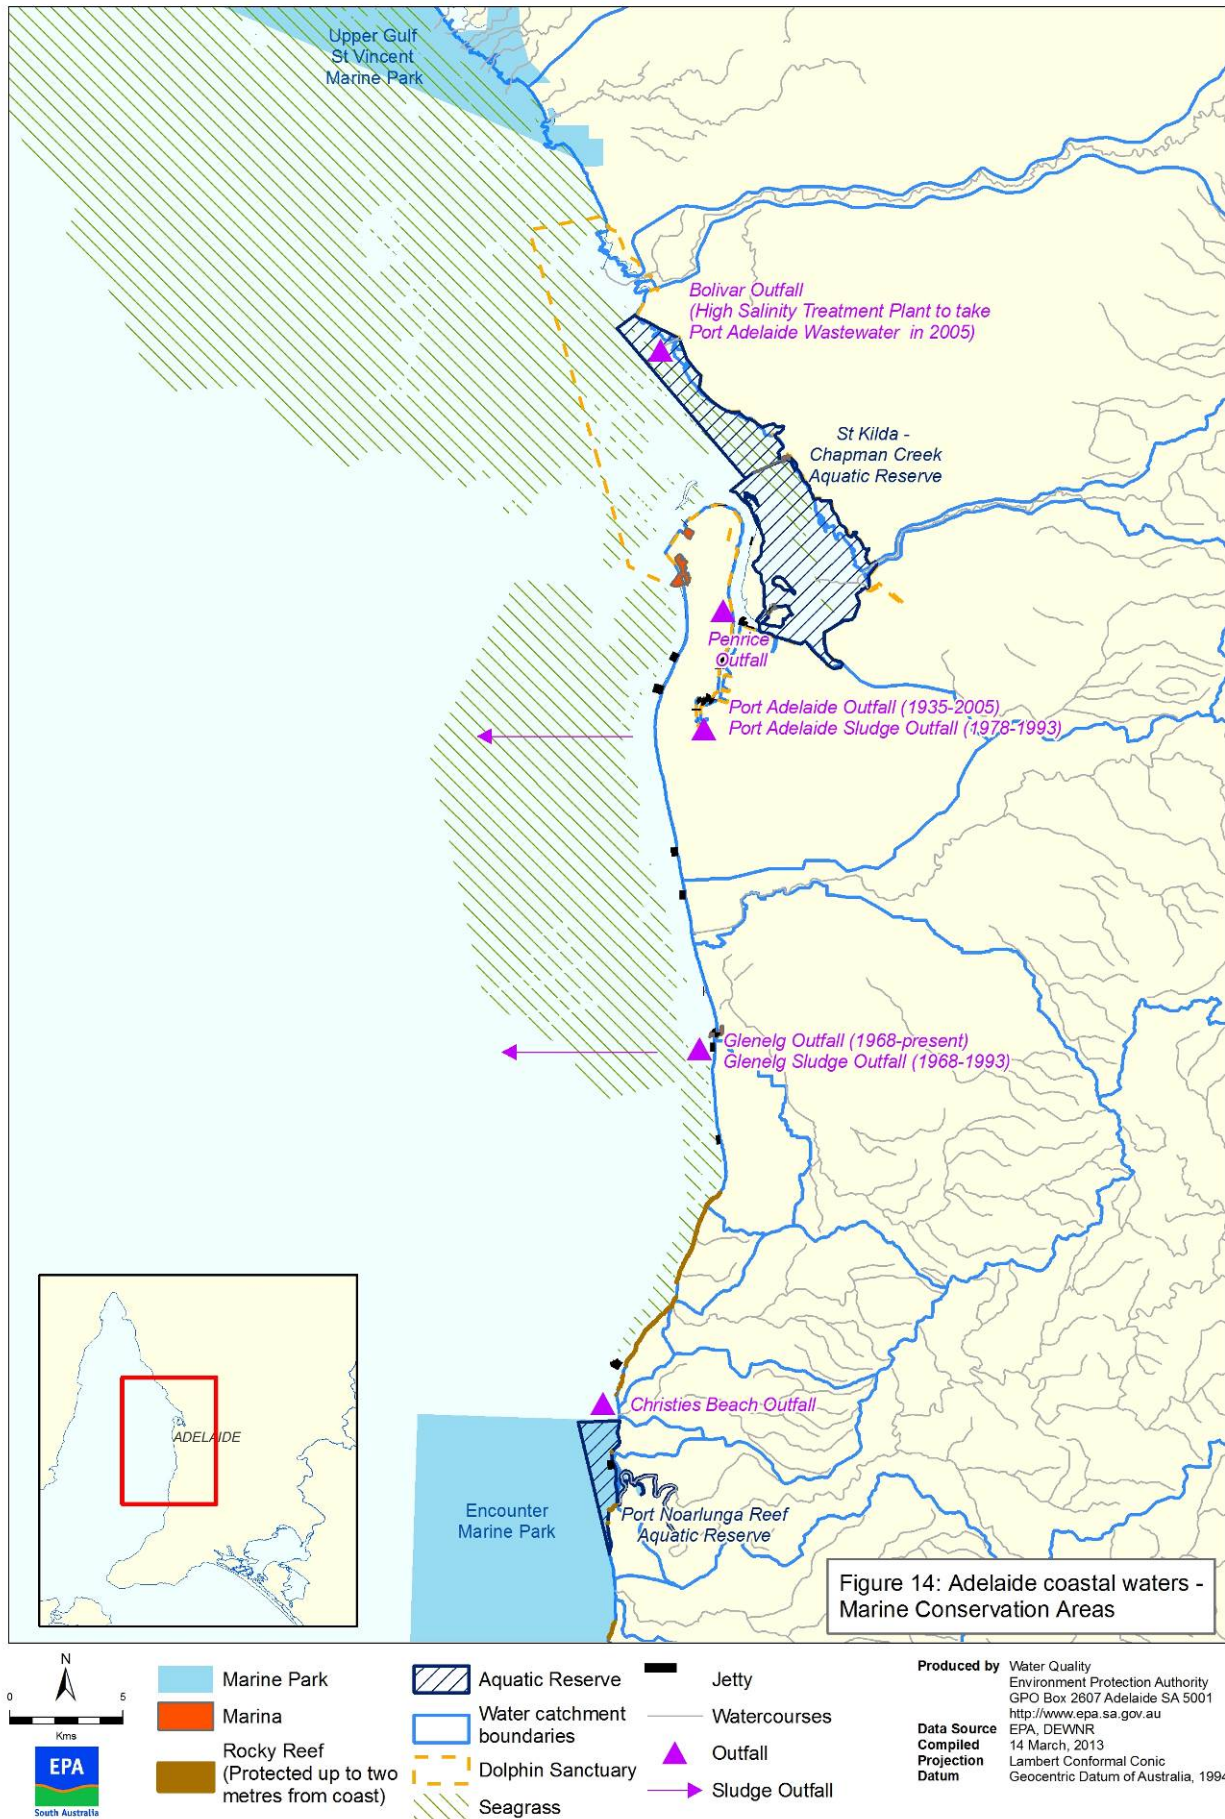 Upper Gulf
St Vincent
Marine Park
Bolivar Outfall
(High Salinity Treatment Plant to take
Port Adelaide Wastewater in 2005)
St Kilda -
Chapman Creek
Aquatic Reserve
Penrice
Outfall
Port Adelaide Outfall (1935-2005)
Port Adelaide Sludge Outfall (1978-1993)
Glenelg Outfall (1968-present)
Glenelg Sludge Outfall (1968-1993)
Christies Beach Outfall
Encounter
Marine Park
Port Noarlunga Reef
Aquatic Reserve
ADELAIDE
Figure 14: Adelaide coastal waters -
Marine Conservation Areas
N
0 5
Kms
EPA
South Australia
Marine Park
Marina
Rocky Reef
(Protected up to two
metres from coast)
Aquatic Reserve
Water catchment
boundaries
Dolphin Sanctuary
Seagrass
Jetty
Watercourses
Outfall
Sludge Outfall
Produced by Water Quality
Environment Protection Authority
GPO Box 2607 Adelaide SA 5001
http://www.epa.sa.gov.au
Data Source EPA, DEWNR
Compiled 14 March, 2013
Projection Lambert Conformal Conic
Datum Geocentric Datum of Australia, 1994